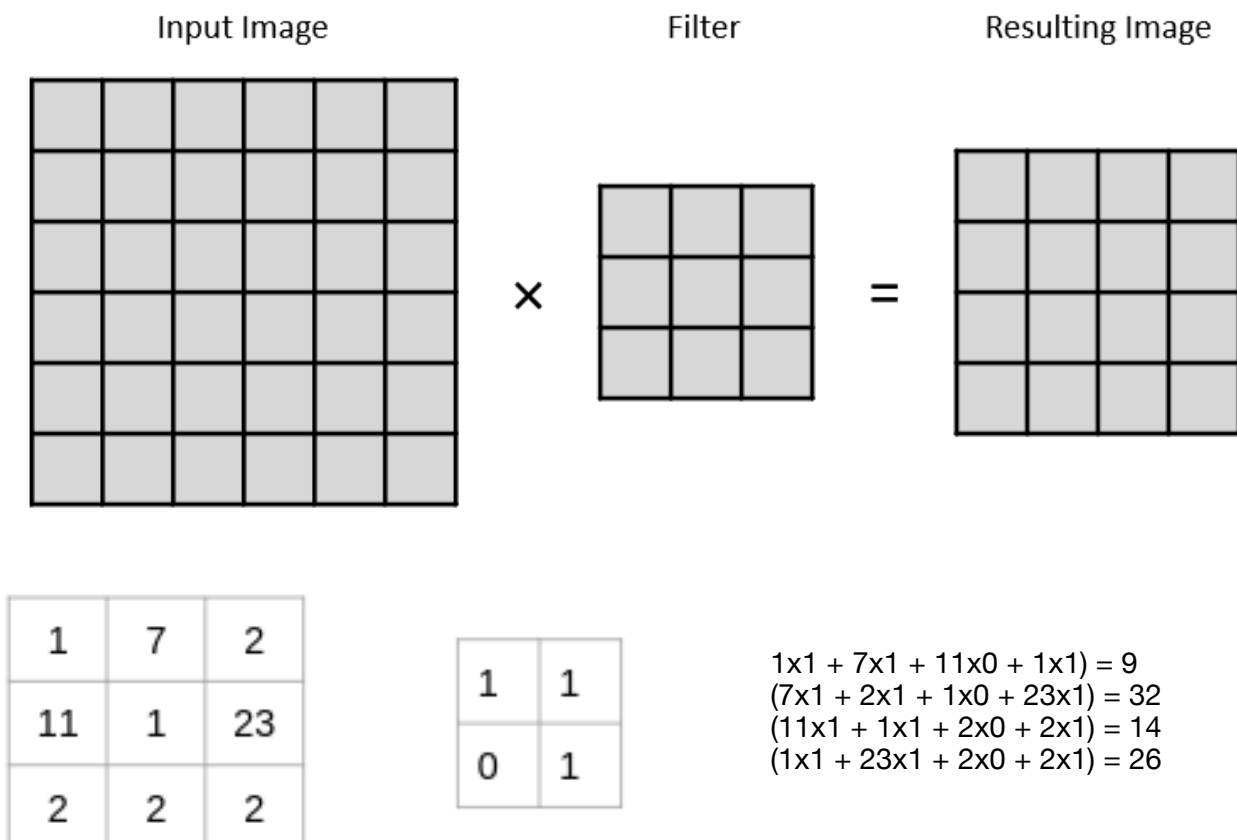 Input Image Filter Resulting Image
× =
1 7 2
11 1 23
2 2 2
1 1
0 1
1x1 + 7x1 + 11x0 + 1x1) = 9
(7x1 + 2x1 + 1x0 + 23x1) = 32
(11x1 + 1x1 + 2x0 + 2x1) = 14
(1x1 + 23x1 + 2x0 + 2x1) = 26